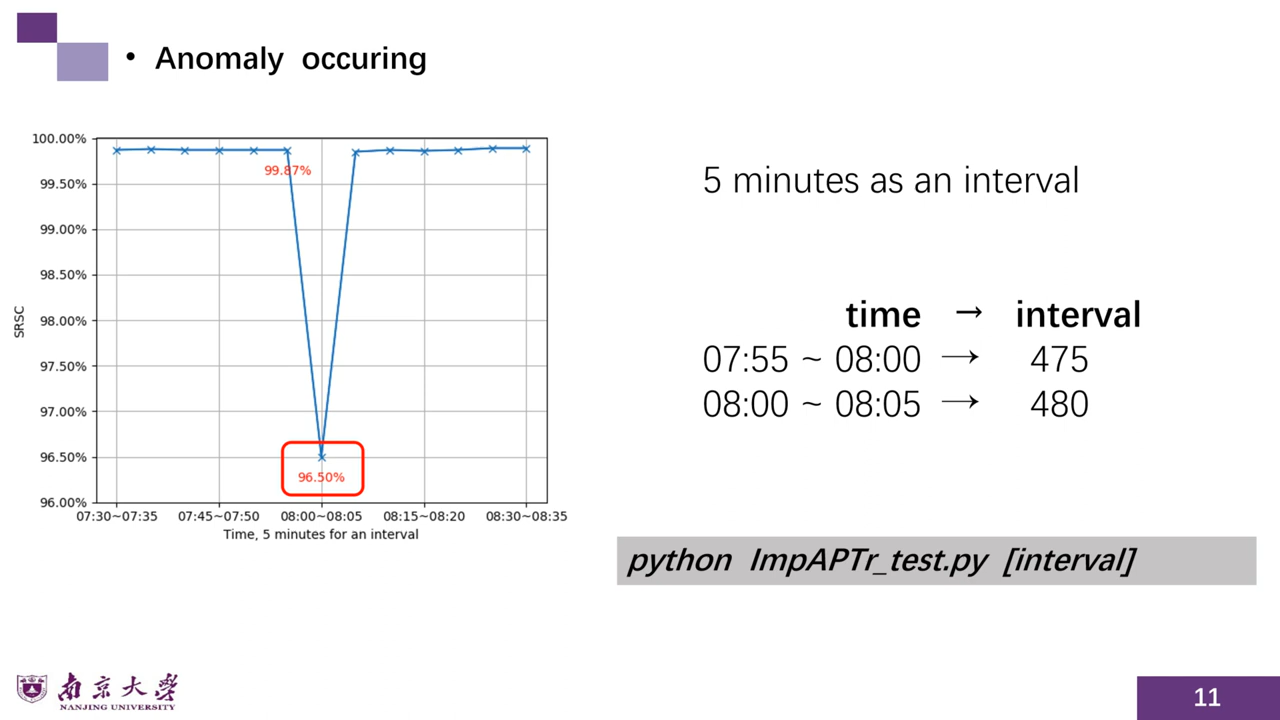 • Anomaly occuring
100.00%
99.50%
99.00%
98.50%
98.00%
97.50%
97.00%
96.50%
96.00%
SRSC
99.87%
96.50%
07:30~07:35 07:45~07:50 08:00~08:05 08:15~08:20 08:30~08:35
Time, 5 minutes for an interval
5 minutes as an interval
time → interval
07:55 ~ 08:00 → 475
08:00 ~ 08:05 → 480
python ImpAPTr_test.py [interval]
南京大学
NANJING UNIVERSITY
11